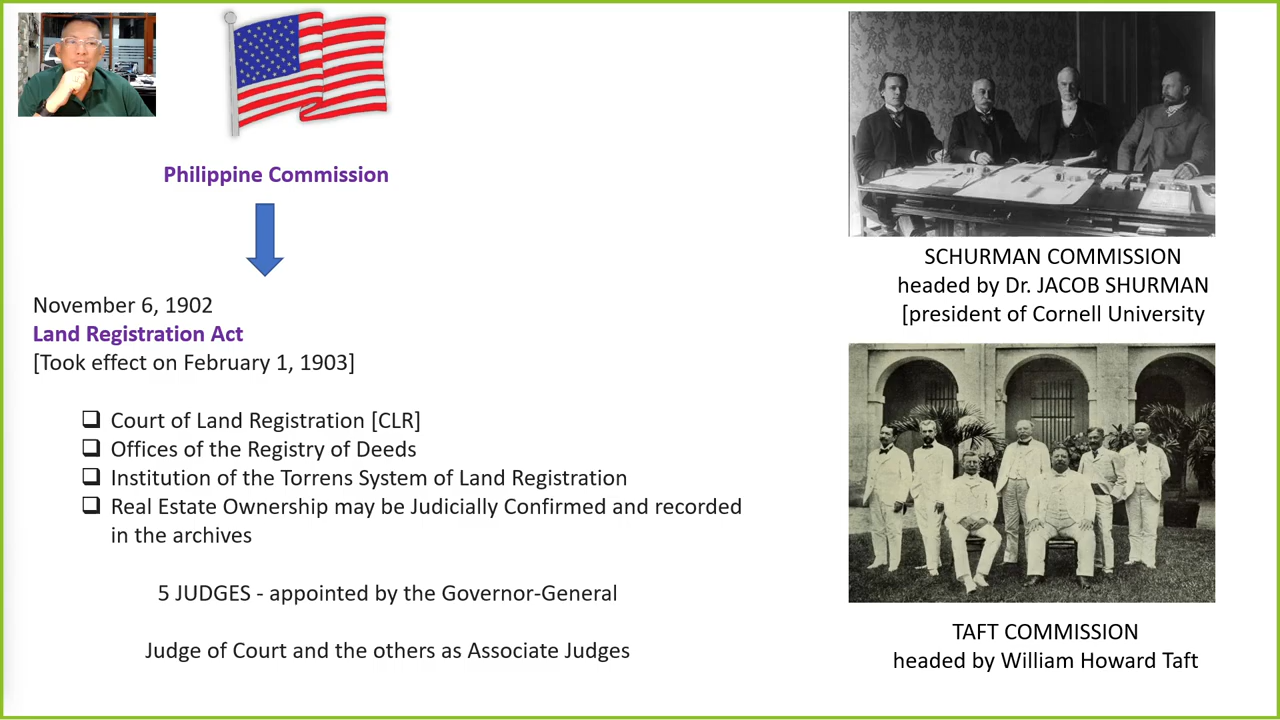 Philippine Commission
November 6, 1902
Land Registration Act
[Took effect on February 1, 1903]
❑ Court of Land Registration [CLR]
❑ Offices of the Registry of Deeds
❑ Institution of the Torrens System of Land Registration
❑ Real Estate Ownership may be Judicially Confirmed and recorded
in the archives
5 JUDGES - appointed by the Governor-General
Judge of Court and the others as Associate Judges
SCHURMAN COMMISSION
headed by Dr. JACOB SHURMAN
[president of Cornell University
TAFT COMMISSION
headed by William Howard Taft